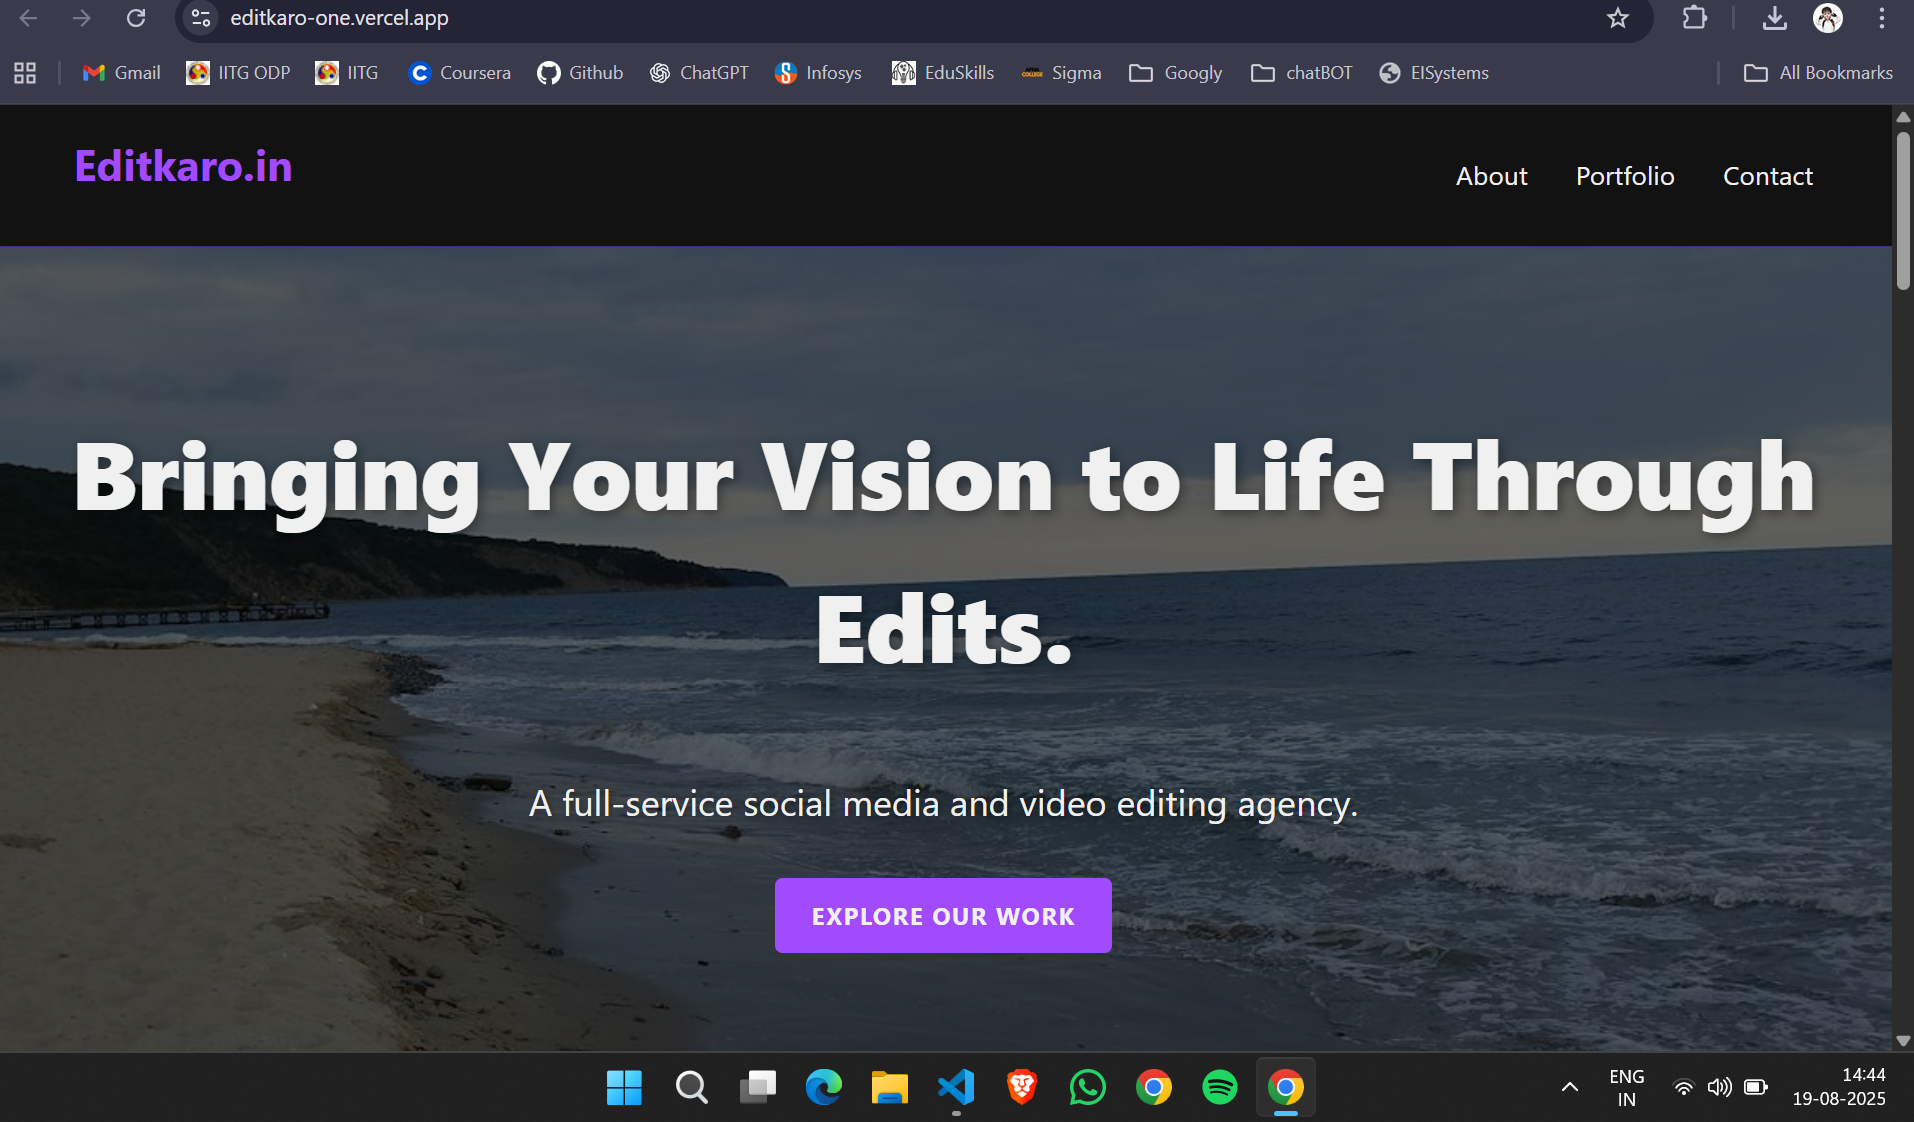 editkaro-one.vercel.app
Gmail IITG ODP IITG Coursera Github ChatGPT Infosys EduSkills Sigma Googly chatBOT EISystems All Bookmarks
Editkaro.in
About Portfolio Contact
Bringing Your Vision to Life Through
Edits.
A full-service social media and video editing agency.
EXPLORE OUR WORK
ENG
IN
14:44
19-08-2025